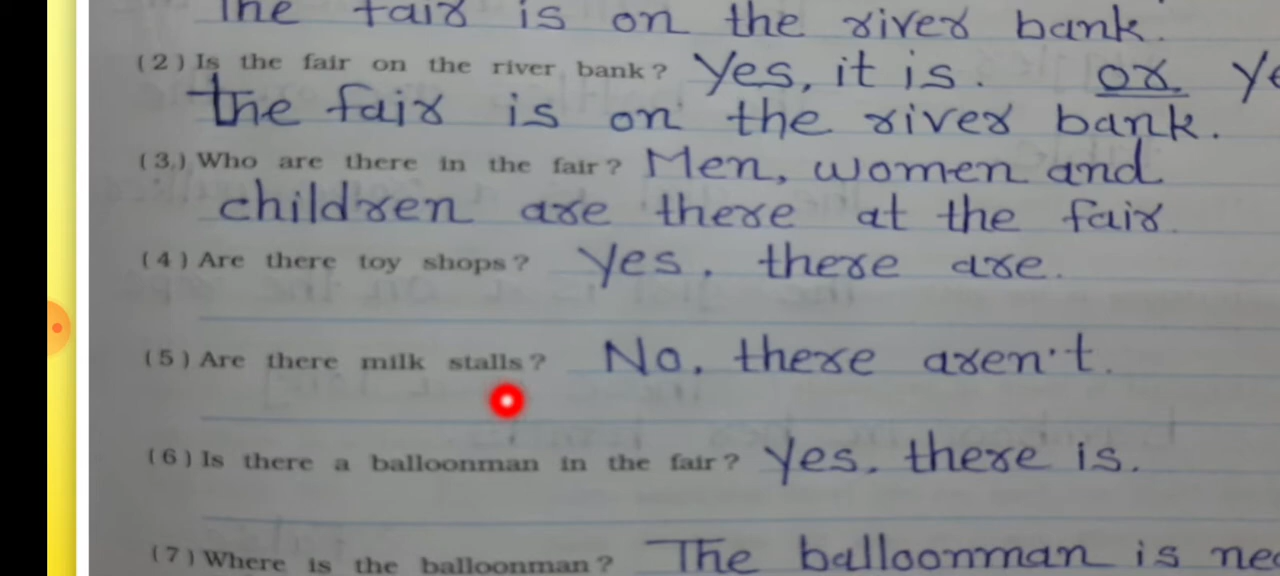 The fair is on the river bank.
(2) Is the fair on the river bank? Yes, it is. or
the fair is on the river bank.
(3.) Who are there in the fair? Men, women and
children are there at the fair.
(4) Are there toy shops? Yes, there are.
(5) Are there milk stalls? No, there aren't.
(6) Is there a balloonman in the fair? Yes, there is.
(7) Where is the balloonman? The balloonman is